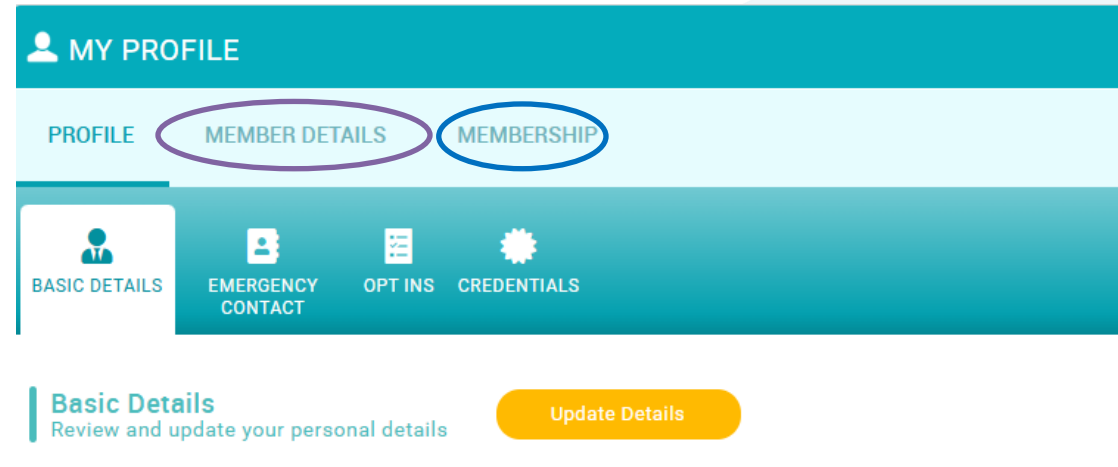 MY PROFILE
PROFILE MEMBER DETAILS MEMBERSHIP
BASIC DETAILS
EMERGENCY
CONTACT
OPT INS
CREDENTIALS
Basic Details
Review and update your personal details
Update Details